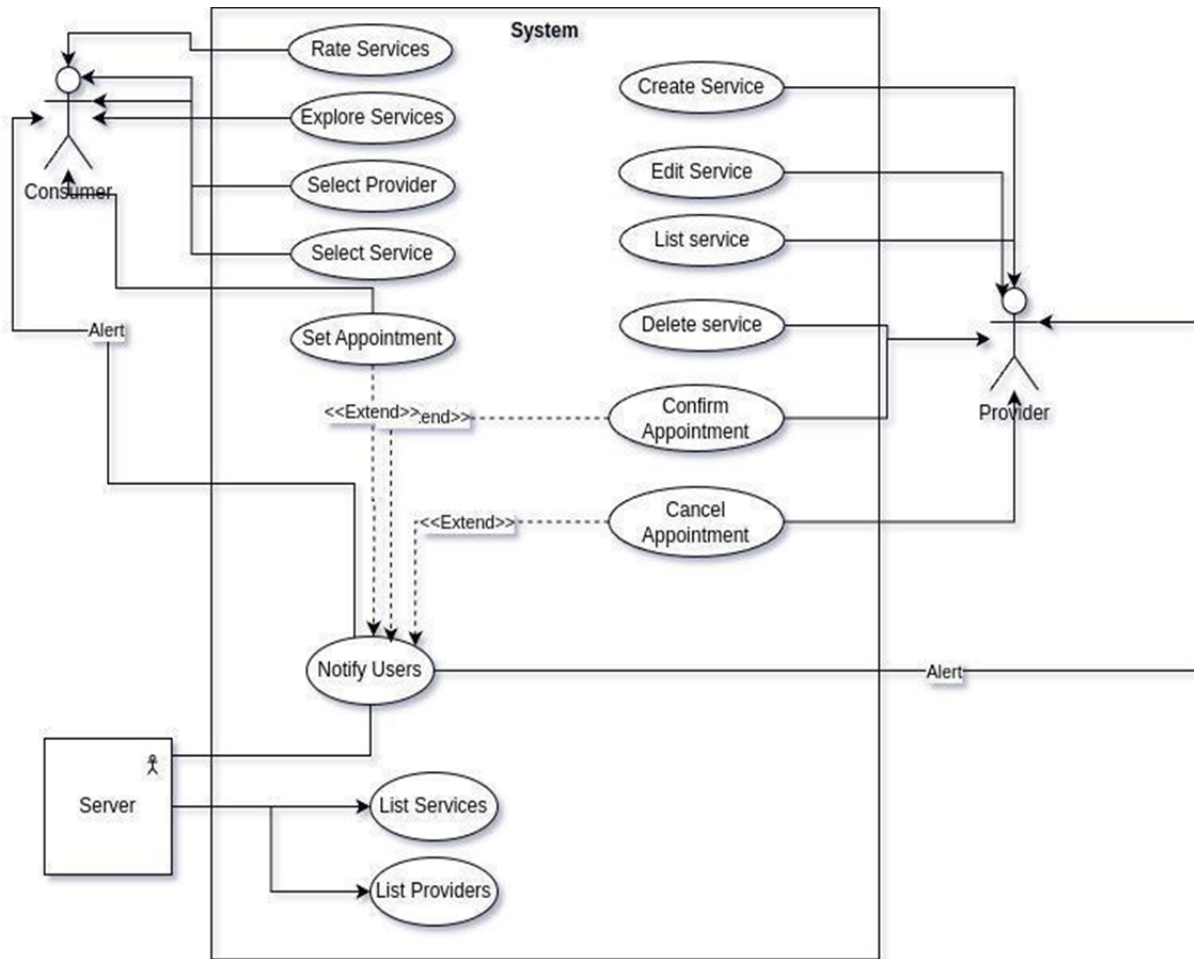 System
Rate Services
Explore Services
Select Provider
Select Service
Set Appointment
Consumer
Alert
Create Service
Edit Service
List service
Delete service
Confirm
Appointment
Cancel
Appointment
Provider
<<Extend>>
end>>
<<Extend>>
Notify Users
Alert
Server
List Services
List Providers